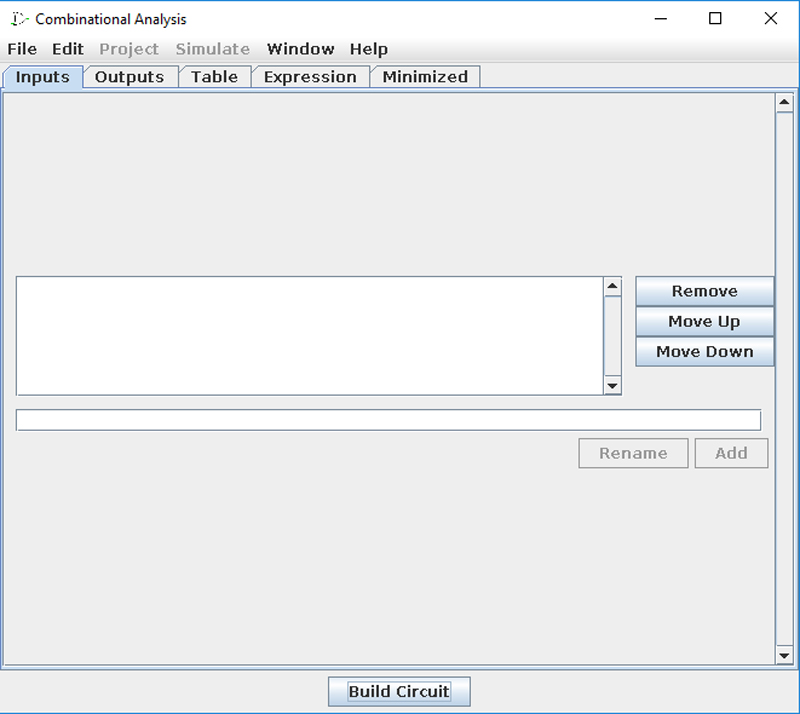 Combinational Analysis
File Edit Project Simulate Window Help
Inputs Outputs Table Expression Minimized
Remove
Move Up
Move Down
Rename Add
Build Circuit